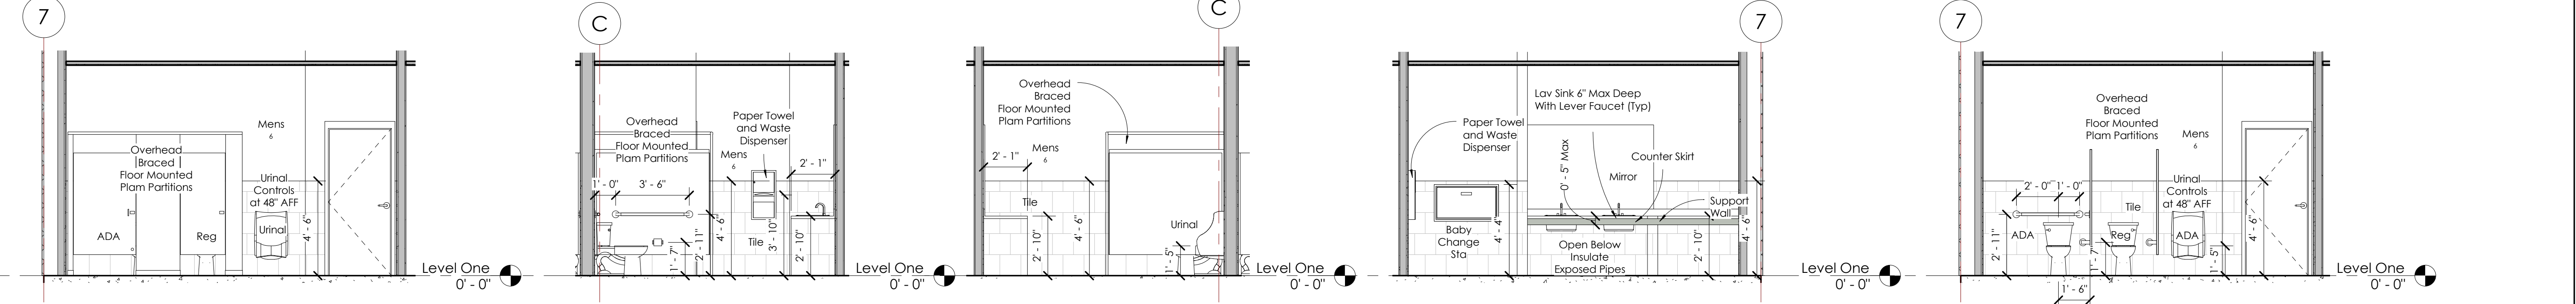 7
Overhead
Braced
Floor Mounted
Plam Partitions
ADA
Reg
Mens
6
Urinal
Controls
at 48" AFF
Urinal
4' - 6"
Level One
0' - 0"
C
Overhead
Braced
Floor Mounted
Plam Partitions
Paper Towel
and Waste
Dispenser
Mens
6
2' - 1"
1' - 0"
3' - 6"
1' - 7"
2' - 11"
4' - 6"
Tile
3' - 10"
2' - 10"
Level One
0' - 0"
C
Overhead
Braced
Floor Mounted
Plam Partitions
2' - 1"
Mens
6
Tile
2' - 10"
4' - 6"
Urinal
1' - 5"
Level One
0' - 0"
7
Lav Sink 6" Max Deep
With Lever Faucet (Typ)
Paper Towel
and Waste
Dispenser
0' - 5" Max
Counter Skirt
Mirror
Support
Wall
Baby
Change
Sta
4' - 4"
Open Below
Insulate
Exposed Pipes
2' - 10"
4' - 6"
Level One
0' - 0"
7
Overhead
Braced
Floor Mounted
Plam Partitions
Mens
6
2' - 0"
1' - 0"
Urinal
Controls
at 48" AFF
Tile
ADA
Reg
ADA
2' - 11"
1' - 7"
1' - 5"
4' - 6"
1' - 6"
Level One
0' - 0"